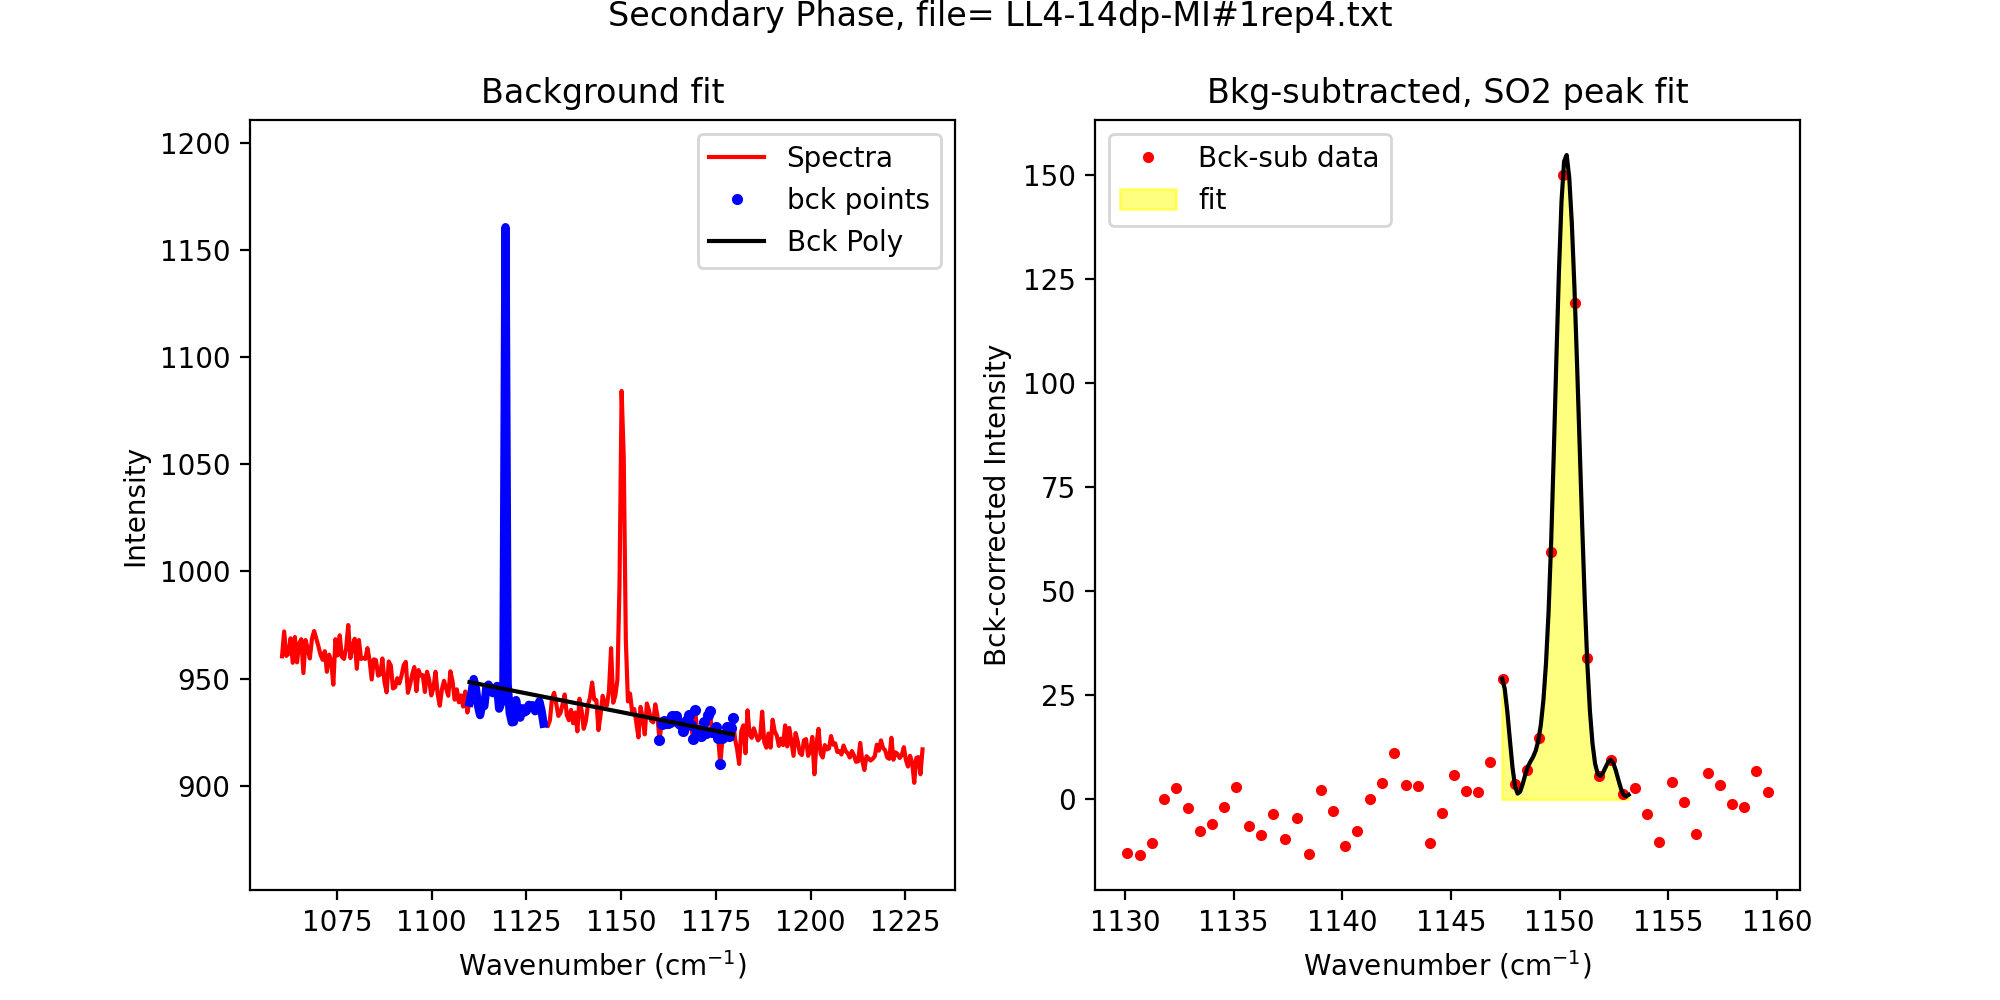 Secondary Phase, file= LL4-14dp-MI#1rep4.txt
Background fit
1200
1150
1100
1050
1000
950
900
Intensity
Spectra
bck points
Bck Poly
1075 1100 1125 1150 1175 1200 1225
Wavenumber (cm⁻¹)
Bkg-subtracted, SO2 peak fit
150
125
100
75
50
25
0
Bck-corrected Intensity
Bck-sub data
fit
1130 1135 1140 1145 1150 1155 1160
Wavenumber (cm⁻¹)